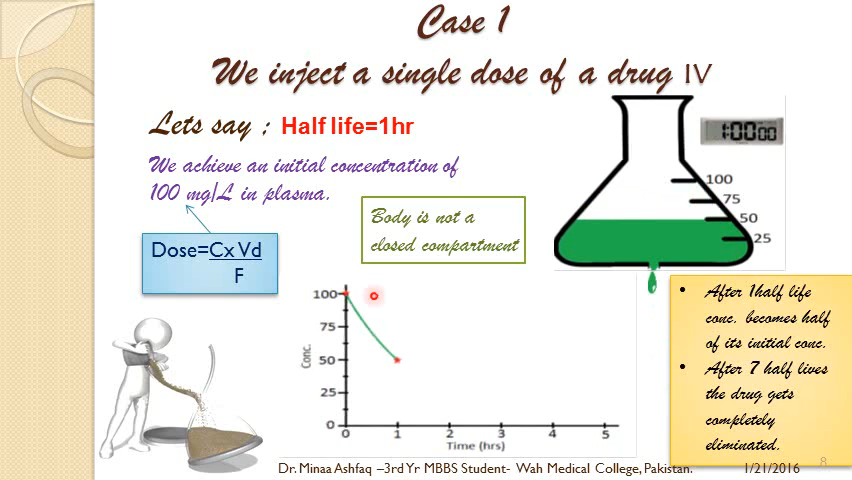 Case 1
We inject a single dose of a drug IV
Lets say ; Half life=1hr
We achieve an initial concentration of
100 mg/L in plasma.
Dose=Cx Vd
F
Body is not a
closed compartment
1:00:00
100
75
50
25
• After 1half life
conc. becomes half
of its initial conc.
• After 7 half lives
the drug gets
completely
eliminated.
100
75
50
25
0
Conc.
0 1 2 3 4 5
Time (hrs)
Dr. Minaa Ashfaq –3rd Yr MBBS Student- Wah Medical College, Pakistan.
1/21/2016
8